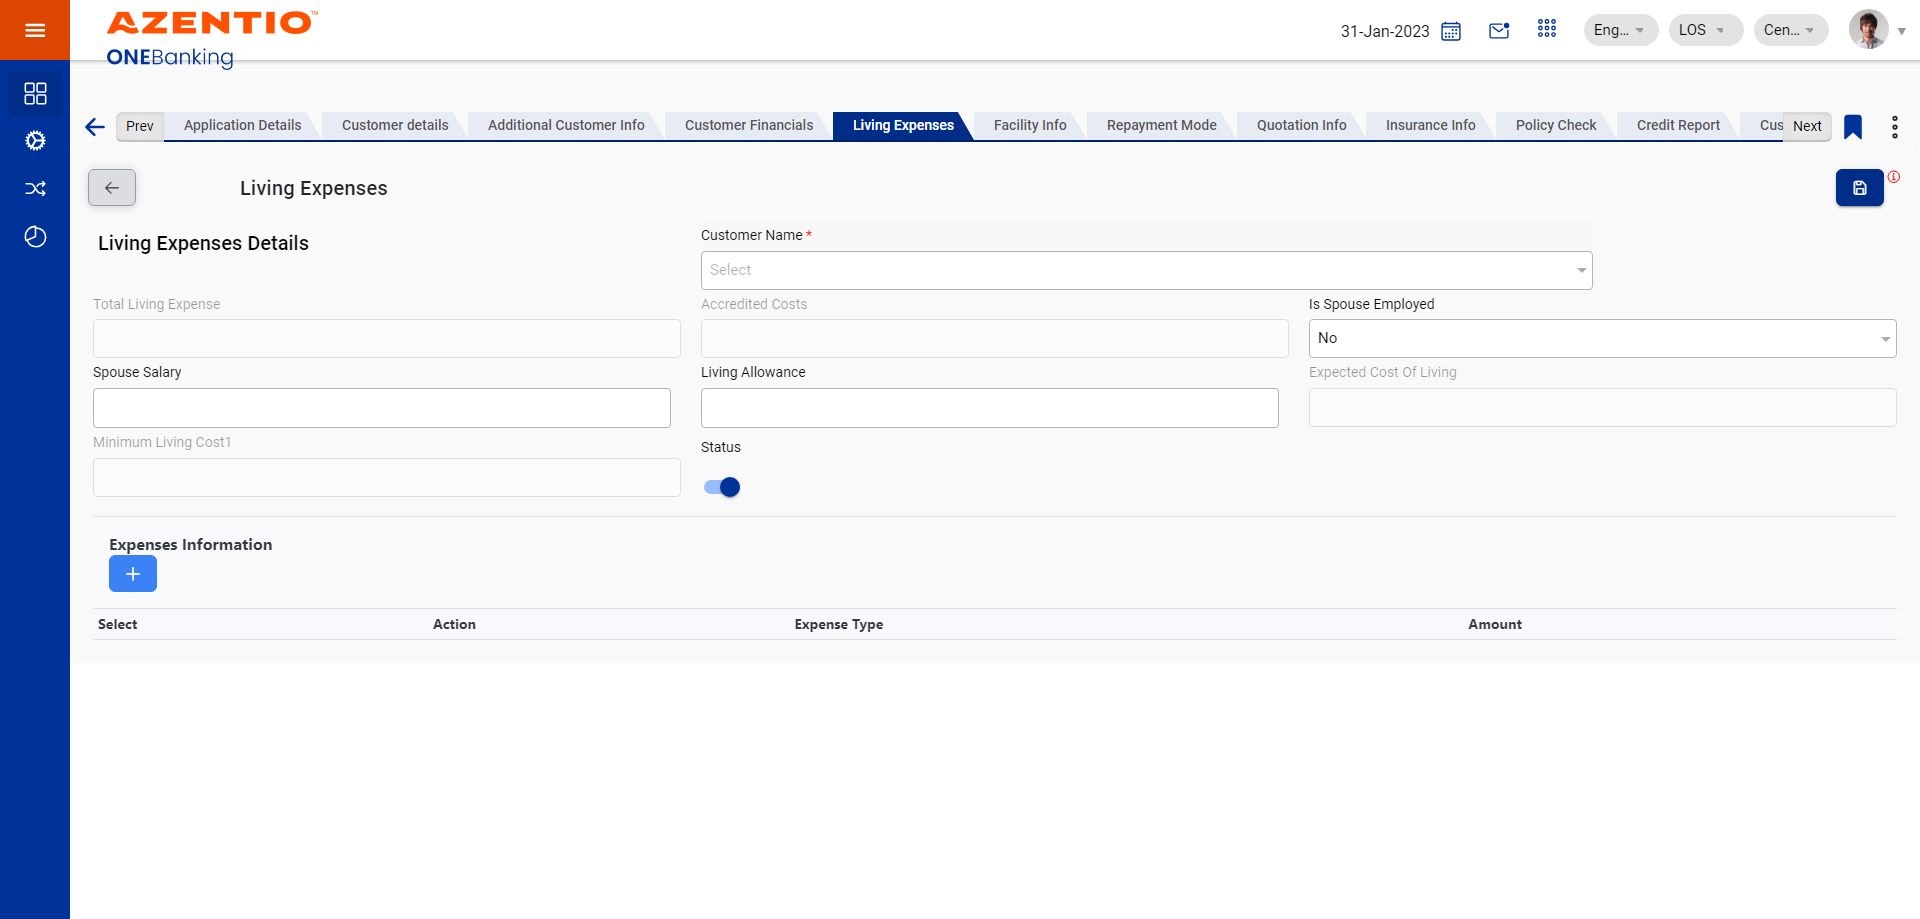 AZENTIO™
ONEBanking
31-Jan-2023
Eng...
LOS
Cen...
Prev
Application Details
Customer details
Additional Customer Info
Customer Financials
Living Expenses
Facility Info
Repayment Mode
Quotation Info
Insurance Info
Policy Check
Credit Report
Cus
Next
Living Expenses
Living Expenses Details
Customer Name *
Select
Total Living Expense
Accredited Costs
Is Spouse Employed
No
Spouse Salary
Living Allowance
Expected Cost Of Living
Minimum Living Cost1
Status
Expenses Information
+
Select
Action
Expense Type
Amount